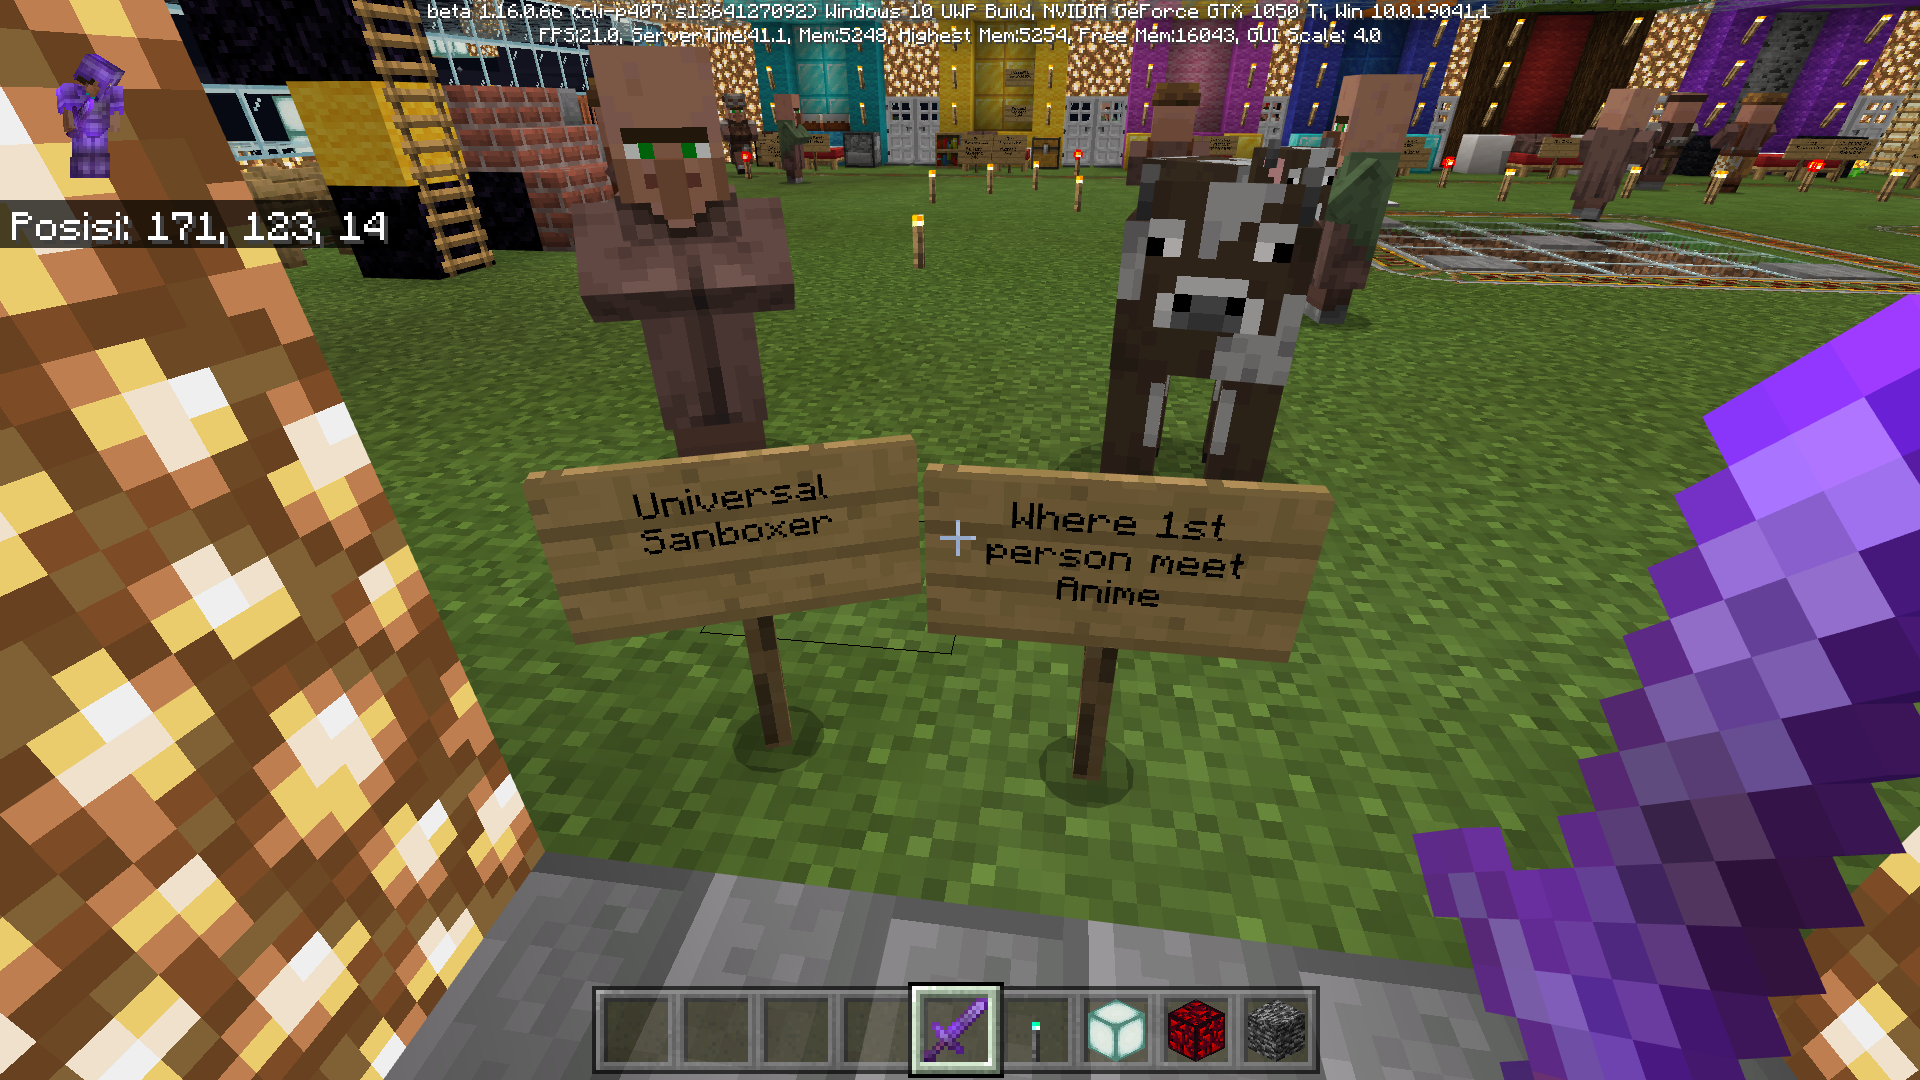 beta 1.16.0.66 (cli-p407, s1364127092) Windows 10 UWP Build, NVIDIA GeForce GTX 1050 Ti, Win 10.0.19041.1
FPS:21.0, ServerTime:41.1, Mem:5248, Highest Mem:5254, Free Mem:16043, GUI Scale: 4.0
Posisi: 171, 123, 14
Universal
Sanboxer
Where 1st
person meet
Anime